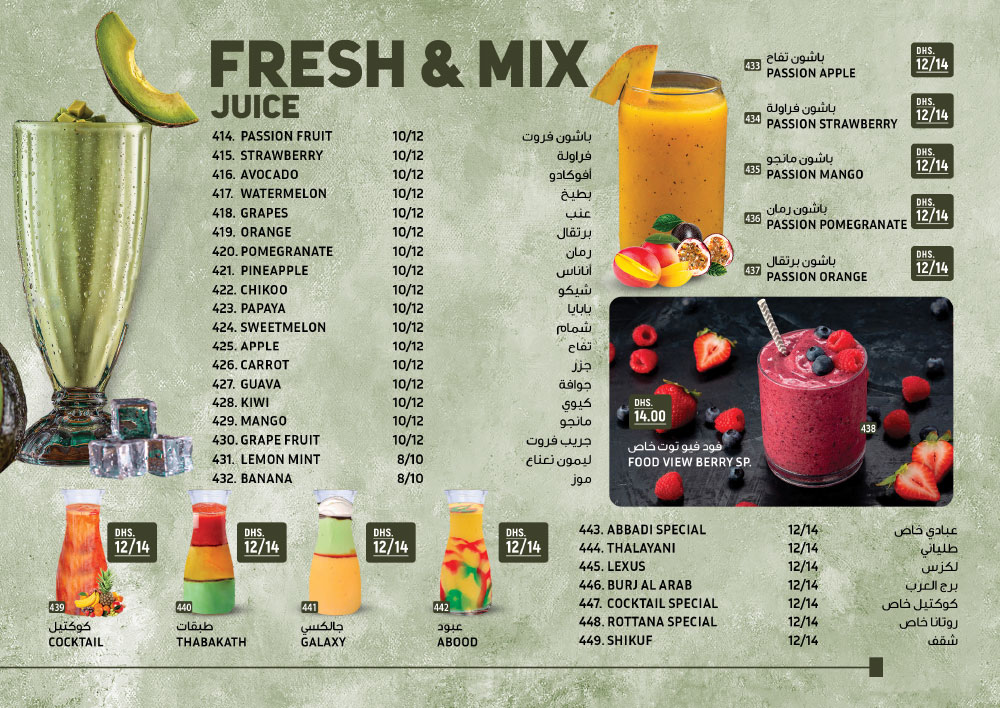 FRESH & MIX
JUICE
414. PASSION FRUIT 10/12 باشون فروت
415. STRAWBERRY 10/12 فراولة
416. AVOCADO 10/12 أفوكادو
417. WATERMELON 10/12 بطيخ
418. GRAPES 10/12 عنب
419. ORANGE 10/12 برتقال
420. POMEGRANATE 10/12 رمان
421. PINEAPPLE 10/12 أناناس
422. CHIKOO 10/12 شيكو
423. PAPAYA 10/12 بابايا
424. SWEETMELON 10/12 شمام
425. APPLE 10/12 تفاح
426. CARROT 10/12 جزر
427. GUAVA 10/12 جوافة
428. KIWI 10/12 كيوي
429. MANGO 10/12 مانجو
430. GRAPE FRUIT 10/12 جريب فروت
431. LEMON MINT 8/10 ليمون نعناع
432. BANANA 8/10 موز
باشون تفاح
433 PASSION APPLE
DHS.
12/14
باشون فراولة
434 PASSION STRAWBERRY
DHS.
12/14
باشون مانجو
435 PASSION MANGO
DHS.
12/14
باشون رمان
436 PASSION POMEGRANATE
DHS.
12/14
باشون برتقال
437 PASSION ORANGE
DHS.
12/14
DHS.
14.00
438
فود فيو توت خاص
FOOD VIEW BERRY SP.
DHS.
12/14
439
كوكتيل
COCKTAIL
DHS.
12/14
440
طبقات
THABAKATH
DHS.
12/14
441
جالكسي
GALAXY
DHS.
12/14
442
عبود
ABOOD
443. ABBADI SPECIAL 12/14 عبادي خاص
444. THALAYANI 12/14 طلياني
445. LEXUS 12/14 لكزس
446. BURJ AL ARAB 12/14 برج العرب
447. COCKTAIL SPECIAL 12/14 كوكتيل خاص
448. ROTTANA SPECIAL 12/14 روتانا خاص
449. SHIKUF 12/14 شقف